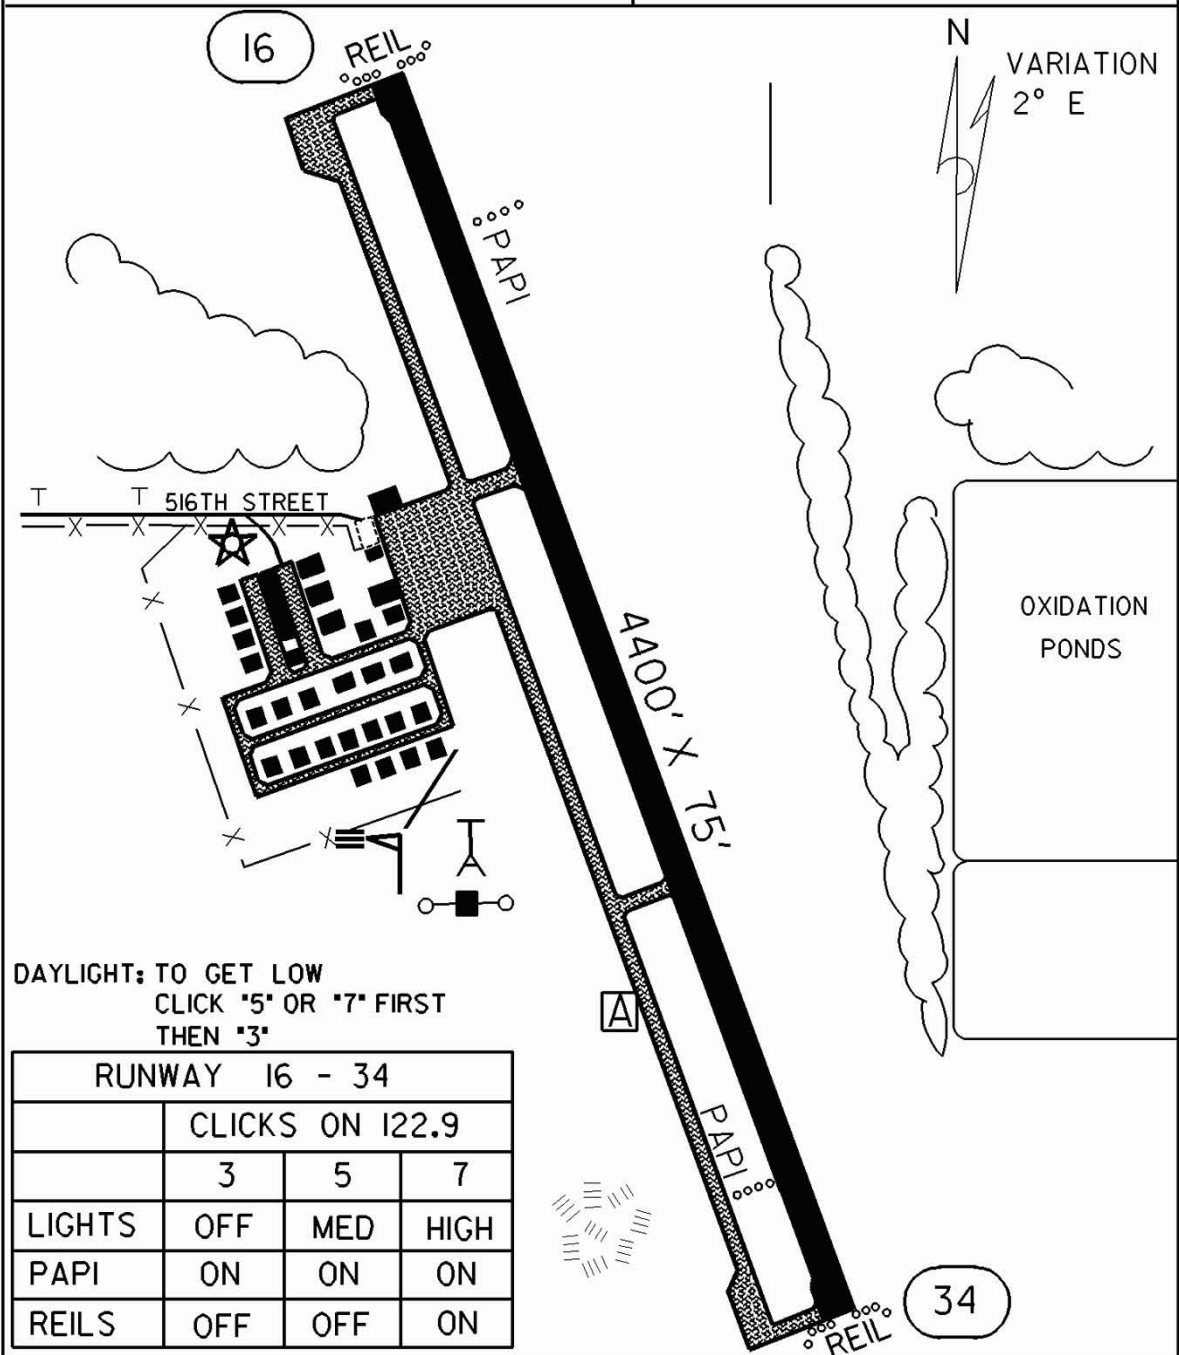 16
REIL
N
VARIATION
2° E
PAPI
516TH STREET
OXIDATION
PONDS
4400' X 75'
DAYLIGHT: TO GET LOW
CLICK "5" OR "7" FIRST
THEN "3"
A
RUNWAY 16 - 34
CLICKS ON 122.9
3 5 7
LIGHTS OFF MED HIGH
PAPI ON ON ON
REILS OFF OFF ON
PAPI
34
REIL